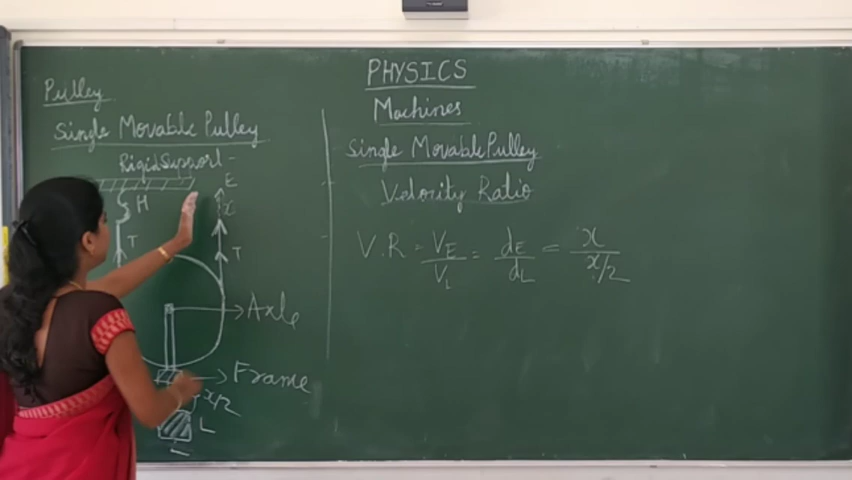 Pulley
Single Movable Pulley
Rigid Support
E
H
x
T
T
Axle
Frame
x/2
L
PHYSICS
Machines
Single Movable Pulley
Velocity Ratio
V.R = V_E/V_L = d_E/d_L = x/(x/2)